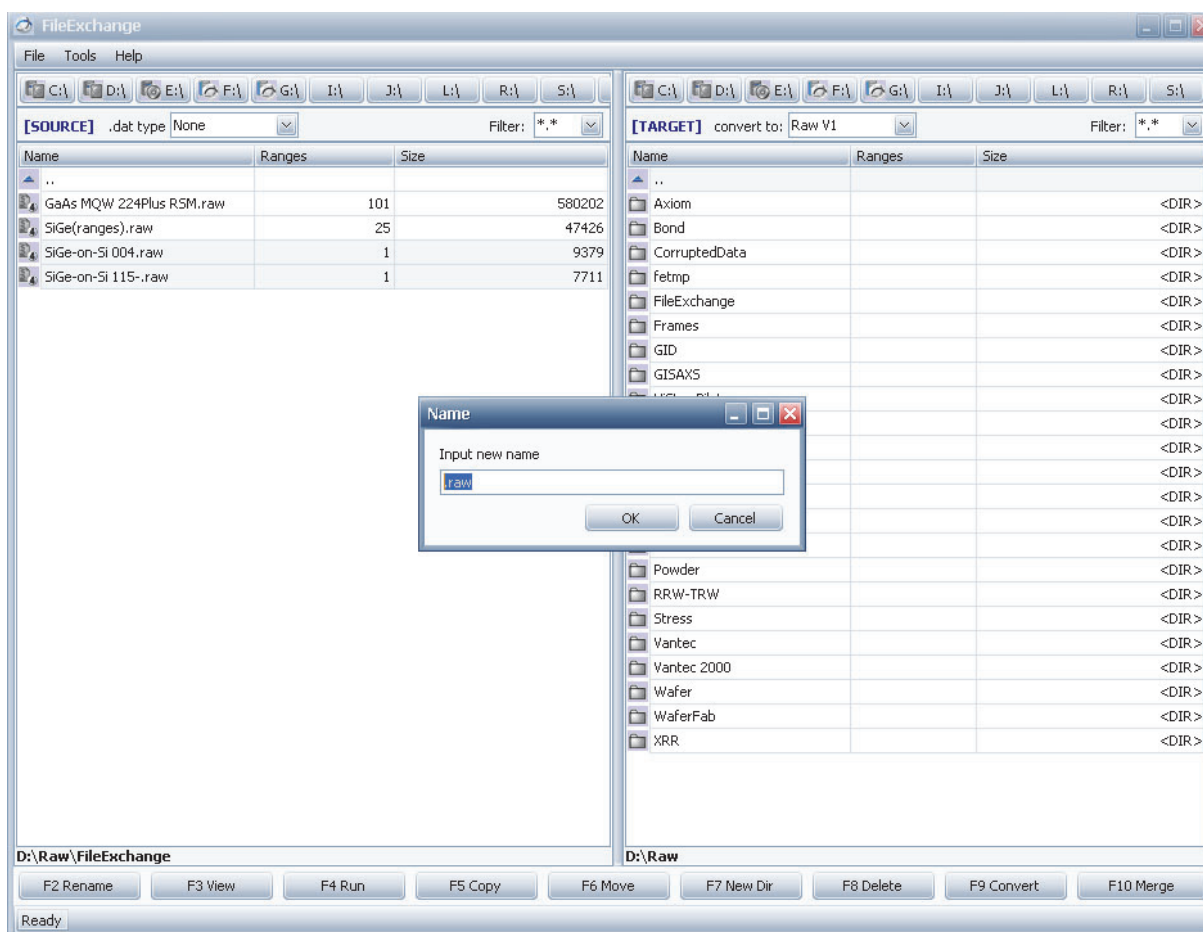 FileExchange
File Tools Help
C:\ D:\ E:\ F:\ G:\ I:\ J:\ L:\ R:\ S:\
[SOURCE] .dat type None Filter: *.*
Name Ranges Size
..
GaAs MQW 224Plus RSM.raw 101 580202
SiGe(ranges).raw 25 47426
SiGe-on-Si 004.raw 1 9379
SiGe-on-Si 115-.raw 1 7711
D:\Raw\FileExchange
C:\ D:\ E:\ F:\ G:\ I:\ J:\ L:\ R:\ S:\
[TARGET] convert to: Raw V1 Filter: *.*
Name Ranges Size
..
Axiom <DIR>
Bond <DIR>
CorruptedData <DIR>
fetmp <DIR>
FileExchange <DIR>
Frames <DIR>
GID <DIR>
GISAXS <DIR>
<DIR>
<DIR>
<DIR>
<DIR>
<DIR>
<DIR>
<DIR>
Powder <DIR>
RRW-TRW <DIR>
Stress <DIR>
Vantec <DIR>
Vantec 2000 <DIR>
Wafer <DIR>
WaferFab <DIR>
XRR <DIR>
D:\Raw
Name
Input new name
.raw
OK Cancel
F2 Rename F3 View F4 Run F5 Copy F6 Move F7 New Dir F8 Delete F9 Convert F10 Merge
Ready